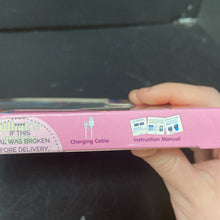 IF THIS
AL WAS BROKEN
FORE DELIVERY.
Charging Cable
Instruction Manual